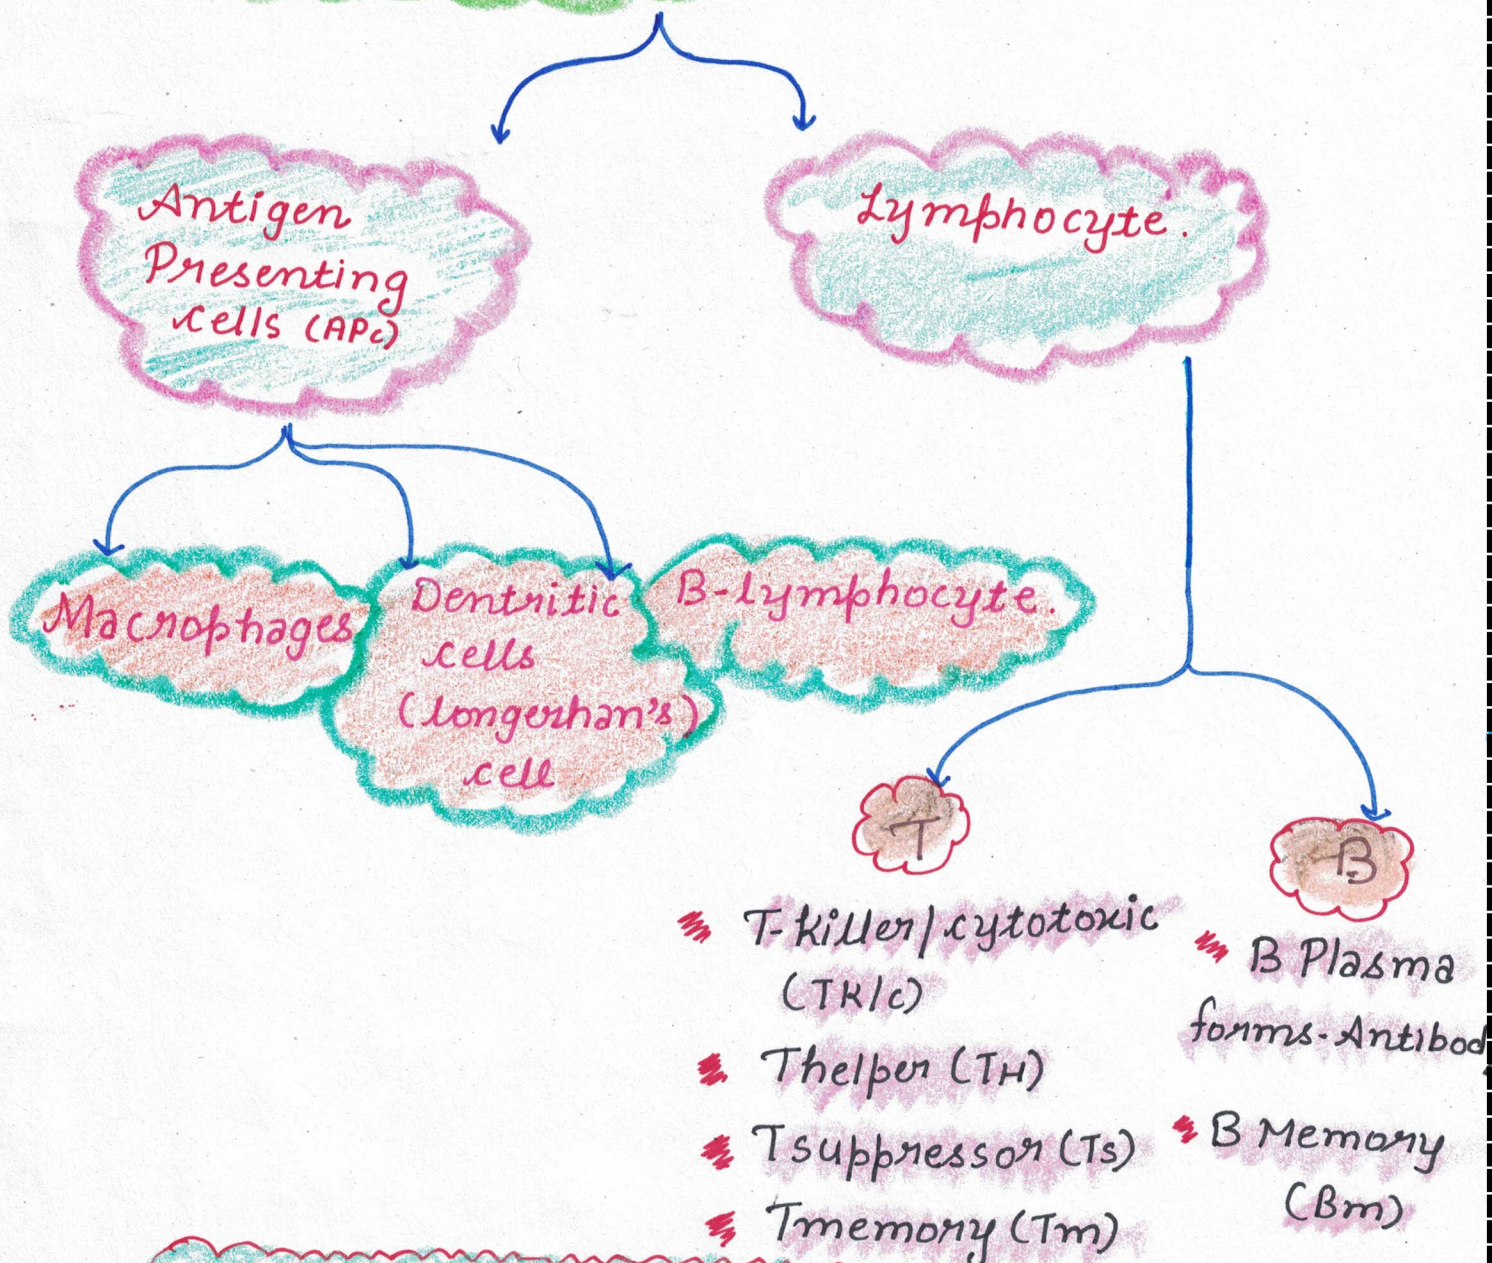 Antigen
Presenting
cells (APc)
Lymphocyte.
Macrophages
Dentritic
cells
(longerhan's)
cell
B-lymphocyte.
T
T-killer/cytotoxic
(TK/c)
Thelper (TH)
Tsuppressor (Ts)
Tmemory (Tm)
B
B Plasma
forms-Antibod
B Memory
(Bm)